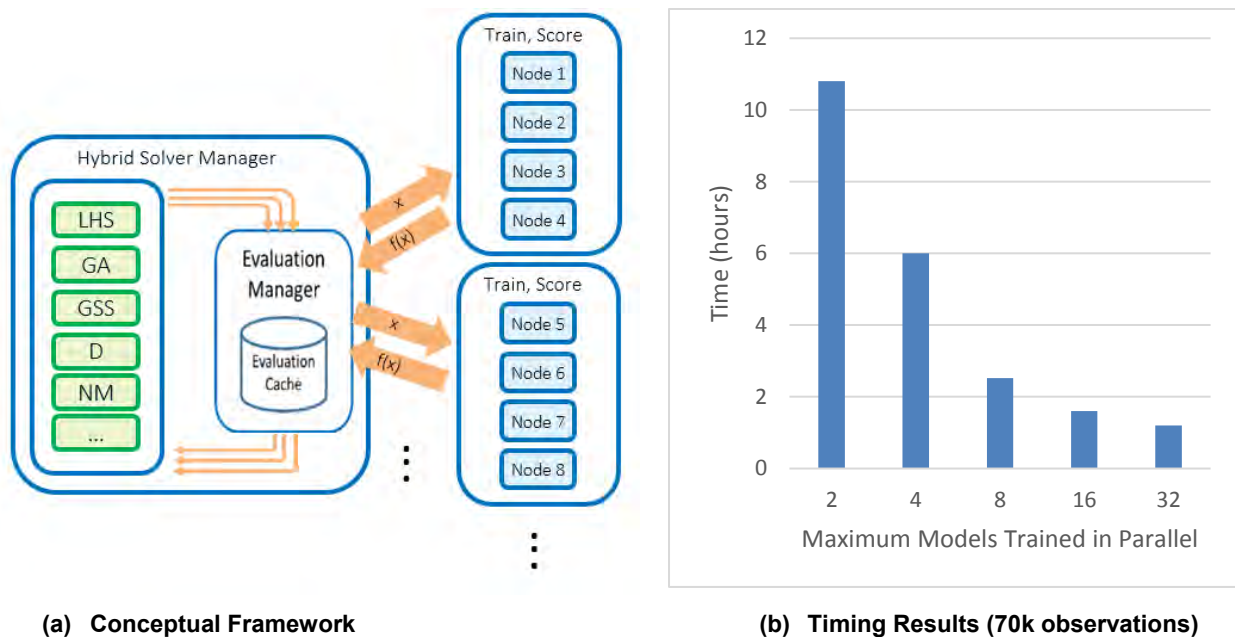 Hybrid Solver Manager
LHS
GA
GSS
D
NM
...
Evaluation
Manager
Evaluation
Cache
x
f(x)
x
f(x)
Train, Score
Node 1
Node 2
Node 3
Node 4
Train, Score
Node 5
Node 6
Node 7
Node 8
(a) Conceptual Framework
Time (hours)
12
10
8
6
4
2
0
2 4 8 16 32
Maximum Models Trained in Parallel
(b) Timing Results (70k observations)